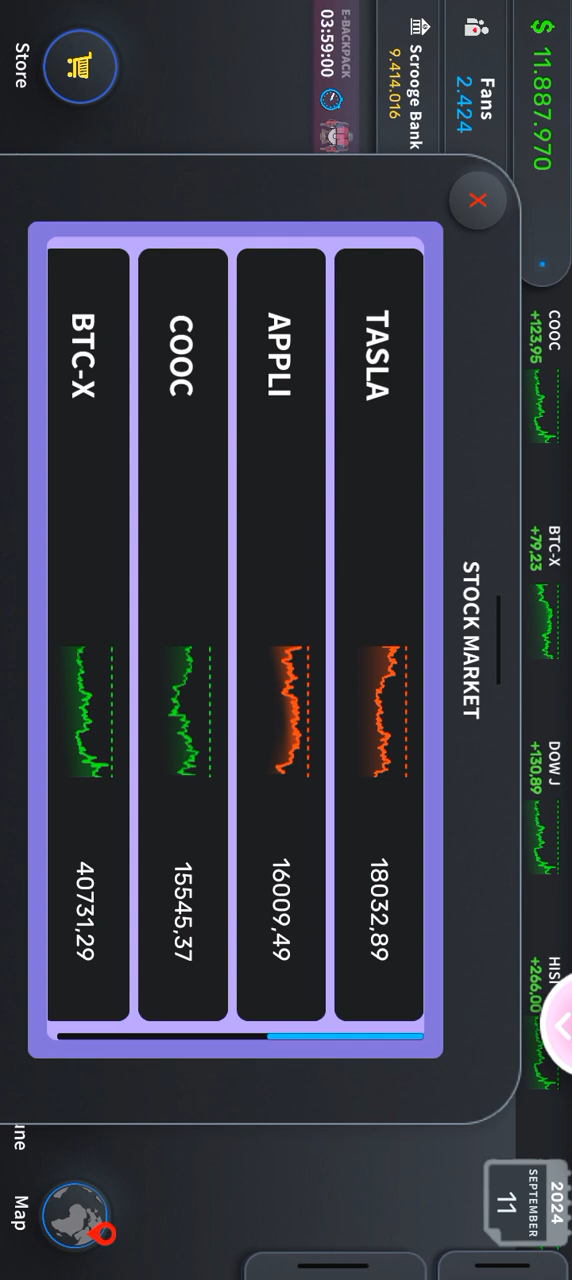 $ 11.887.970
Fans
2.424
Scrooge Bank
9.414.016
E-BACKPACK
03:59:00
Store
COOC
+123,95
BTC-X
+79,23
DOW J
+130,89
+266,00
2024
SEPTEMBER
11
X
STOCK MARKET
TASLA
18032,89
APPLI
16009,49
COOC
15545,37
BTC-X
40731,29
Map